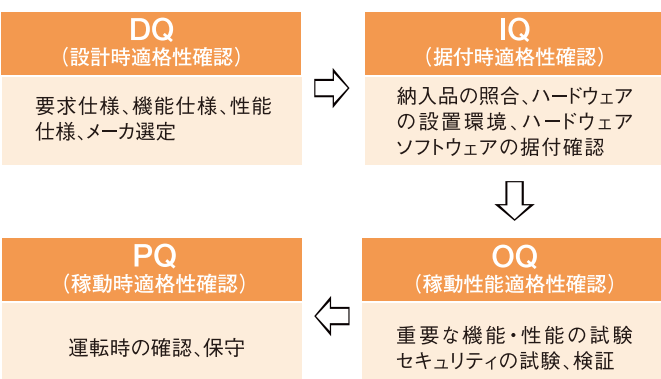 DQ
（設計時適格性確認）
要求仕様、機能仕様、性能
仕様、メーカ選定
IQ
（据付時適格性確認）
納入品の照合、ハードウェア
の設置環境、ハードウェア
ソフトウェアの据付確認
OQ
（稼動性能適格性確認）
重要な機能・性能の試験
セキュリティの試験、検証
PQ
（稼動時適格性確認）
運転時の確認、保守